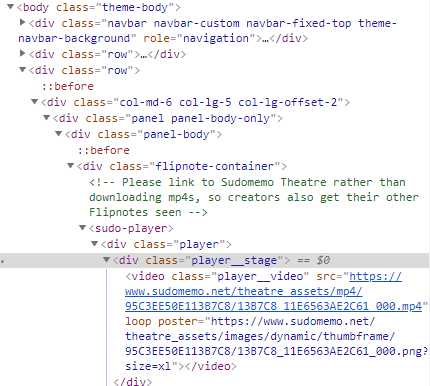 ▼<body class="theme-body">
▶<div class="navbar navbar-custom navbar-fixed-top theme-
navbar-background" role="navigation">…</div>
▶<div class="row">…</div>
▼<div class="row">
::before
▼<div class="col-md-6 col-lg-5 col-lg-offset-2">
▼<div class="panel panel-body-only">
▼<div class="panel-body">
::before
▼<div class="flipnote-container">
<!-- Please link to Sudomemo Theatre rather than
downloading mp4s, so creators also get their other
Flipnotes seen -->
▼<sudo-player>
▼<div class="player">
▼<div class="player__stage"> == $0
<video class="player__video" src="https://
www.sudomemo.net/theatre_assets/mp4/
95C3EE50E113B7C8/13B7C8_11E6563AE2C61_000.mp4"
loop poster="https://www.sudomemo.net/
theatre_assets/images/dynamic/thumbframe/
95C3EE50E113B7C8/13B7C8_11E6563AE2C61_000.png?
size=xl"></video>
</div>